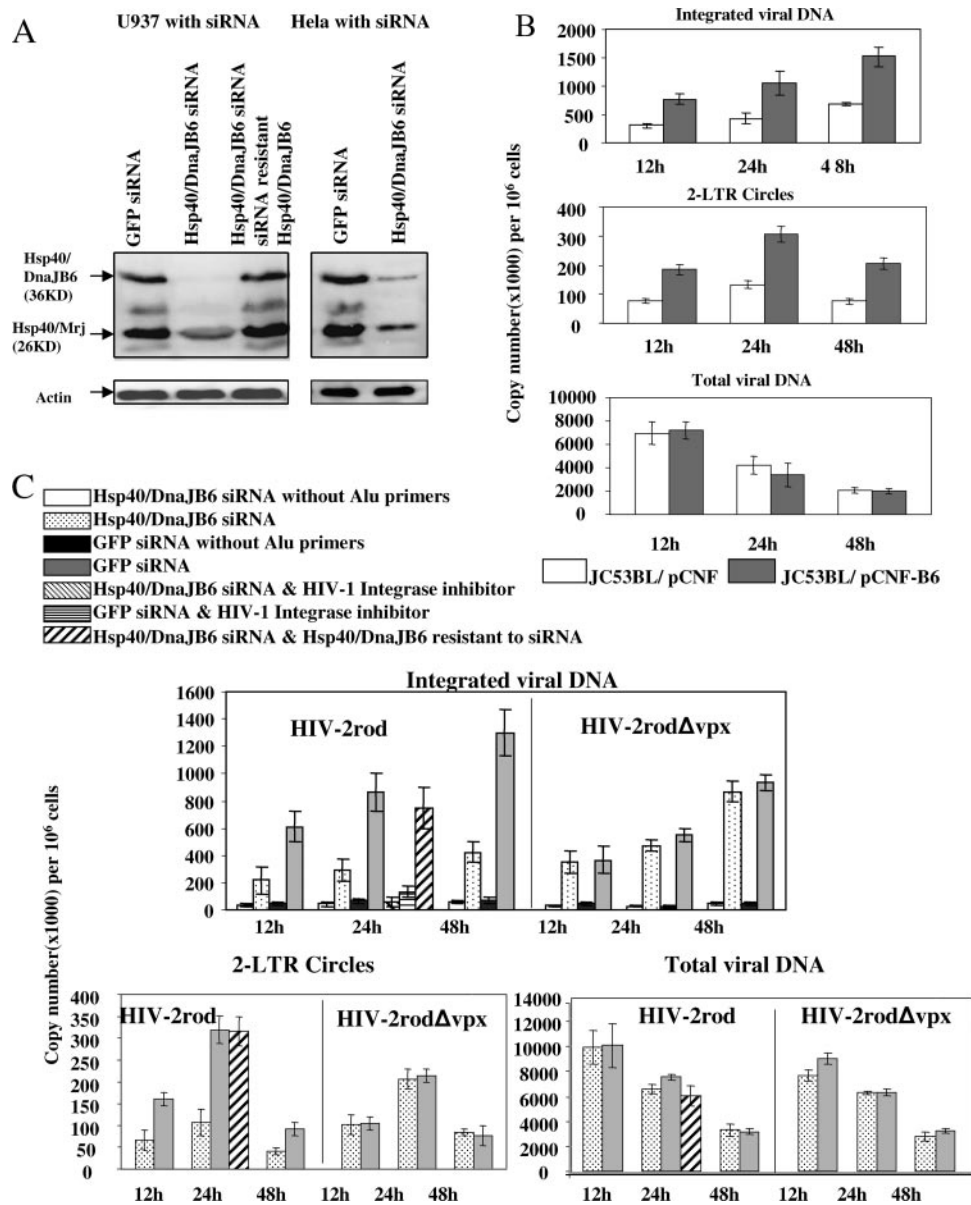 A
U937 with siRNA
Hela with siRNA
GFP siRNA
Hsp40/DnaJB6 siRNA
Hsp40/DnaJB6 siRNA
siRNA resistant
Hsp40/DnaJB6
GFP siRNA
Hsp40/DnaJB6 siRNA
Hsp40/
DnaJB6
(36KD)
Hsp40/Mrj
(26KD)
Actin
B
Copy number(x1000) per 10⁶ cells
Integrated viral DNA
1500
1000
500
0
12h
24h
4 8h
2-LTR Circles
400
300
200
100
0
12h
24h
48h
Total viral DNA
10000
8000
6000
4000
2000
0
12h
24h
48h
JC53BL/ pCNF
JC53BL/ pCNF-B6
C
Hsp40/DnaJB6 siRNA without Alu primers
Hsp40/DnaJB6 siRNA
GFP siRNA without Alu primers
GFP siRNA
Hsp40/DnaJB6 siRNA & HIV-1 Integrase inhibitor
GFP siRNA & HIV-1 Integrase inhibitor
Hsp40/DnaJB6 siRNA & Hsp40/DnaJB6 resistant to siRNA
Copy number(x1000) per 10⁶ cells
Integrated viral DNA
HIV-2rod
HIV-2rodΔvpx
1600
1400
1200
1000
800
600
400
200
0
12h
24h
48h
12h
24h
48h
2-LTR Circles
HIV-2rod
HIV-2rodΔvpx
400
350
300
250
200
150
100
50
0
12h
24h
48h
12h
24h
48h
Total viral DNA
HIV-2rod
HIV-2rodΔvpx
14000
12000
10000
8000
6000
4000
2000
0
12h
24h
48h
12h
24h
48h